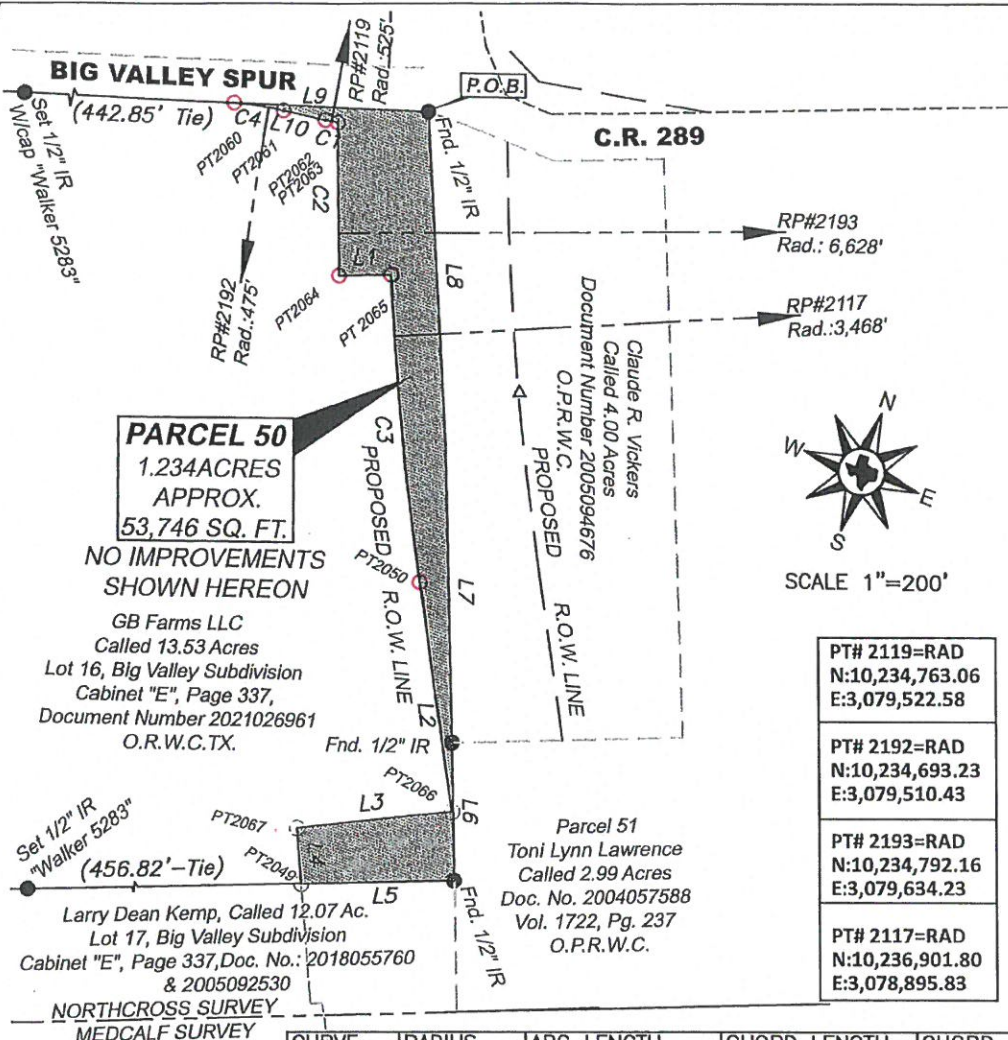 BIG VALLEY SPUR
(442.85' Tie)
Set 1/2" IR
W/cap "Walker 5283"
RP#2119
Rad.:525'
P.O.B.
C.R. 289
L9
C4
L10
C1
PT2060
PT2061
PT2062
PT2063
C2
Fnd. 1/2" IR
RP#2193
Rad.: 6,628'
L1
L8
RP#2192
Rad.:475'
PT2064
PT 2065
RP#2117
Rad.:3,468'
Claude R. Vickers
Called 4.00 Acres
Document Number 2005094676
O.P.R.W.C.
PROPOSED R.O.W. LINE
PARCEL 50
1.234ACRES
APPROX.
53,746 SQ. FT.
NO IMPROVEMENTS
SHOWN HEREON
C3
PROPOSED R.O.W. LINE
PT2050
L7
N
W
E
S
SCALE 1"=200'
GB Farms LLC
Called 13.53 Acres
Lot 16, Big Valley Subdivision
Cabinet "E", Page 337,
Document Number 2021026961
O.R.W.C.TX.
L2
Fnd. 1/2" IR
PT2066
L3
L6
PT2067
L4
PT2049
Set 1/2" IR
"Walker 5283"
(456.82'-Tie)
L5
Fnd. 1/2" IR
Parcel 51
Toni Lynn Lawrence
Called 2.99 Acres
Doc. No. 2004057588
Vol. 1722, Pg. 237
O.P.R.W.C.
Larry Dean Kemp, Called 12.07 Ac.
Lot 17, Big Valley Subdivision
Cabinet "E", Page 337,Doc. No.: 2018055760
& 2005092530
NORTHCROSS SURVEY
MEDCALF SURVEY
PT# 2119=RAD
N:10,234,763.06
E:3,079,522.58
PT# 2192=RAD
N:10,234,693.23
E:3,079,510.43
PT# 2193=RAD
N:10,234,792.16
E:3,079,634.23
PT# 2117=RAD
N:10,236,901.80
E:3,078,895.83
CURVE RADIUS ARC LENGTH CHORD LENGTH CHORD